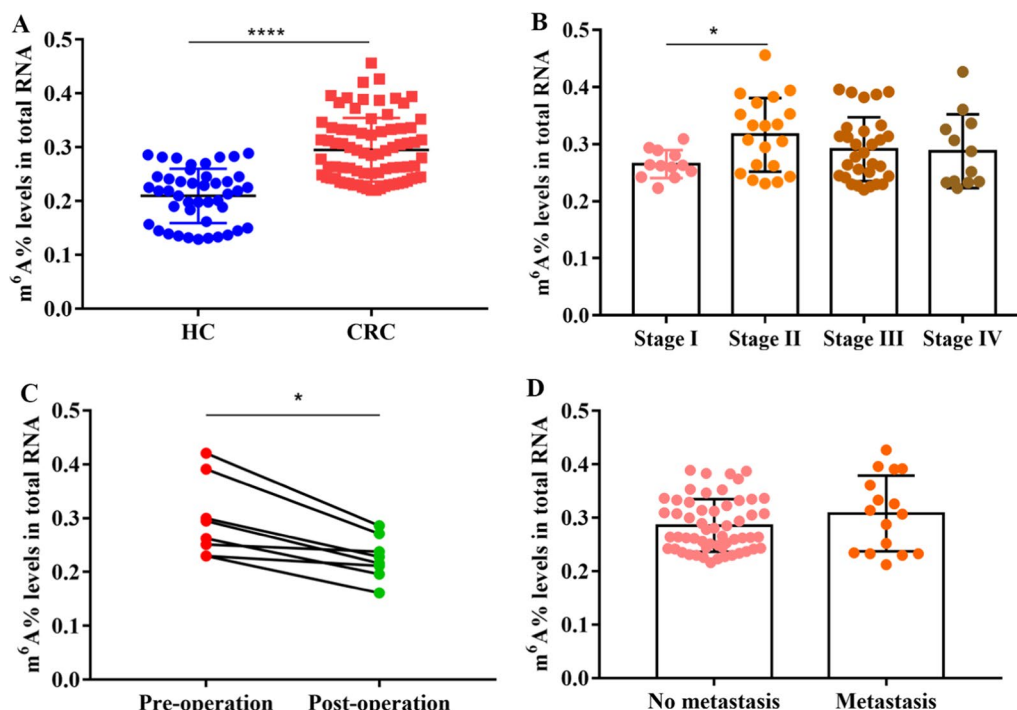 A
m⁶A% levels in total RNA
0.5
0.4
0.3
0.2
0.1
0.0
****
HC
CRC
B
m⁶A% levels in total RNA
0.5
0.4
0.3
0.2
0.1
0.0
*
Stage I
Stage II
Stage III
Stage IV
C
m⁶A% levels in total RNA
0.5
0.4
0.3
0.2
0.1
0.0
*
Pre-operation
Post-operation
D
m⁶A% levels in total RNA
0.5
0.4
0.3
0.2
0.1
0.0
No metastasis
Metastasis